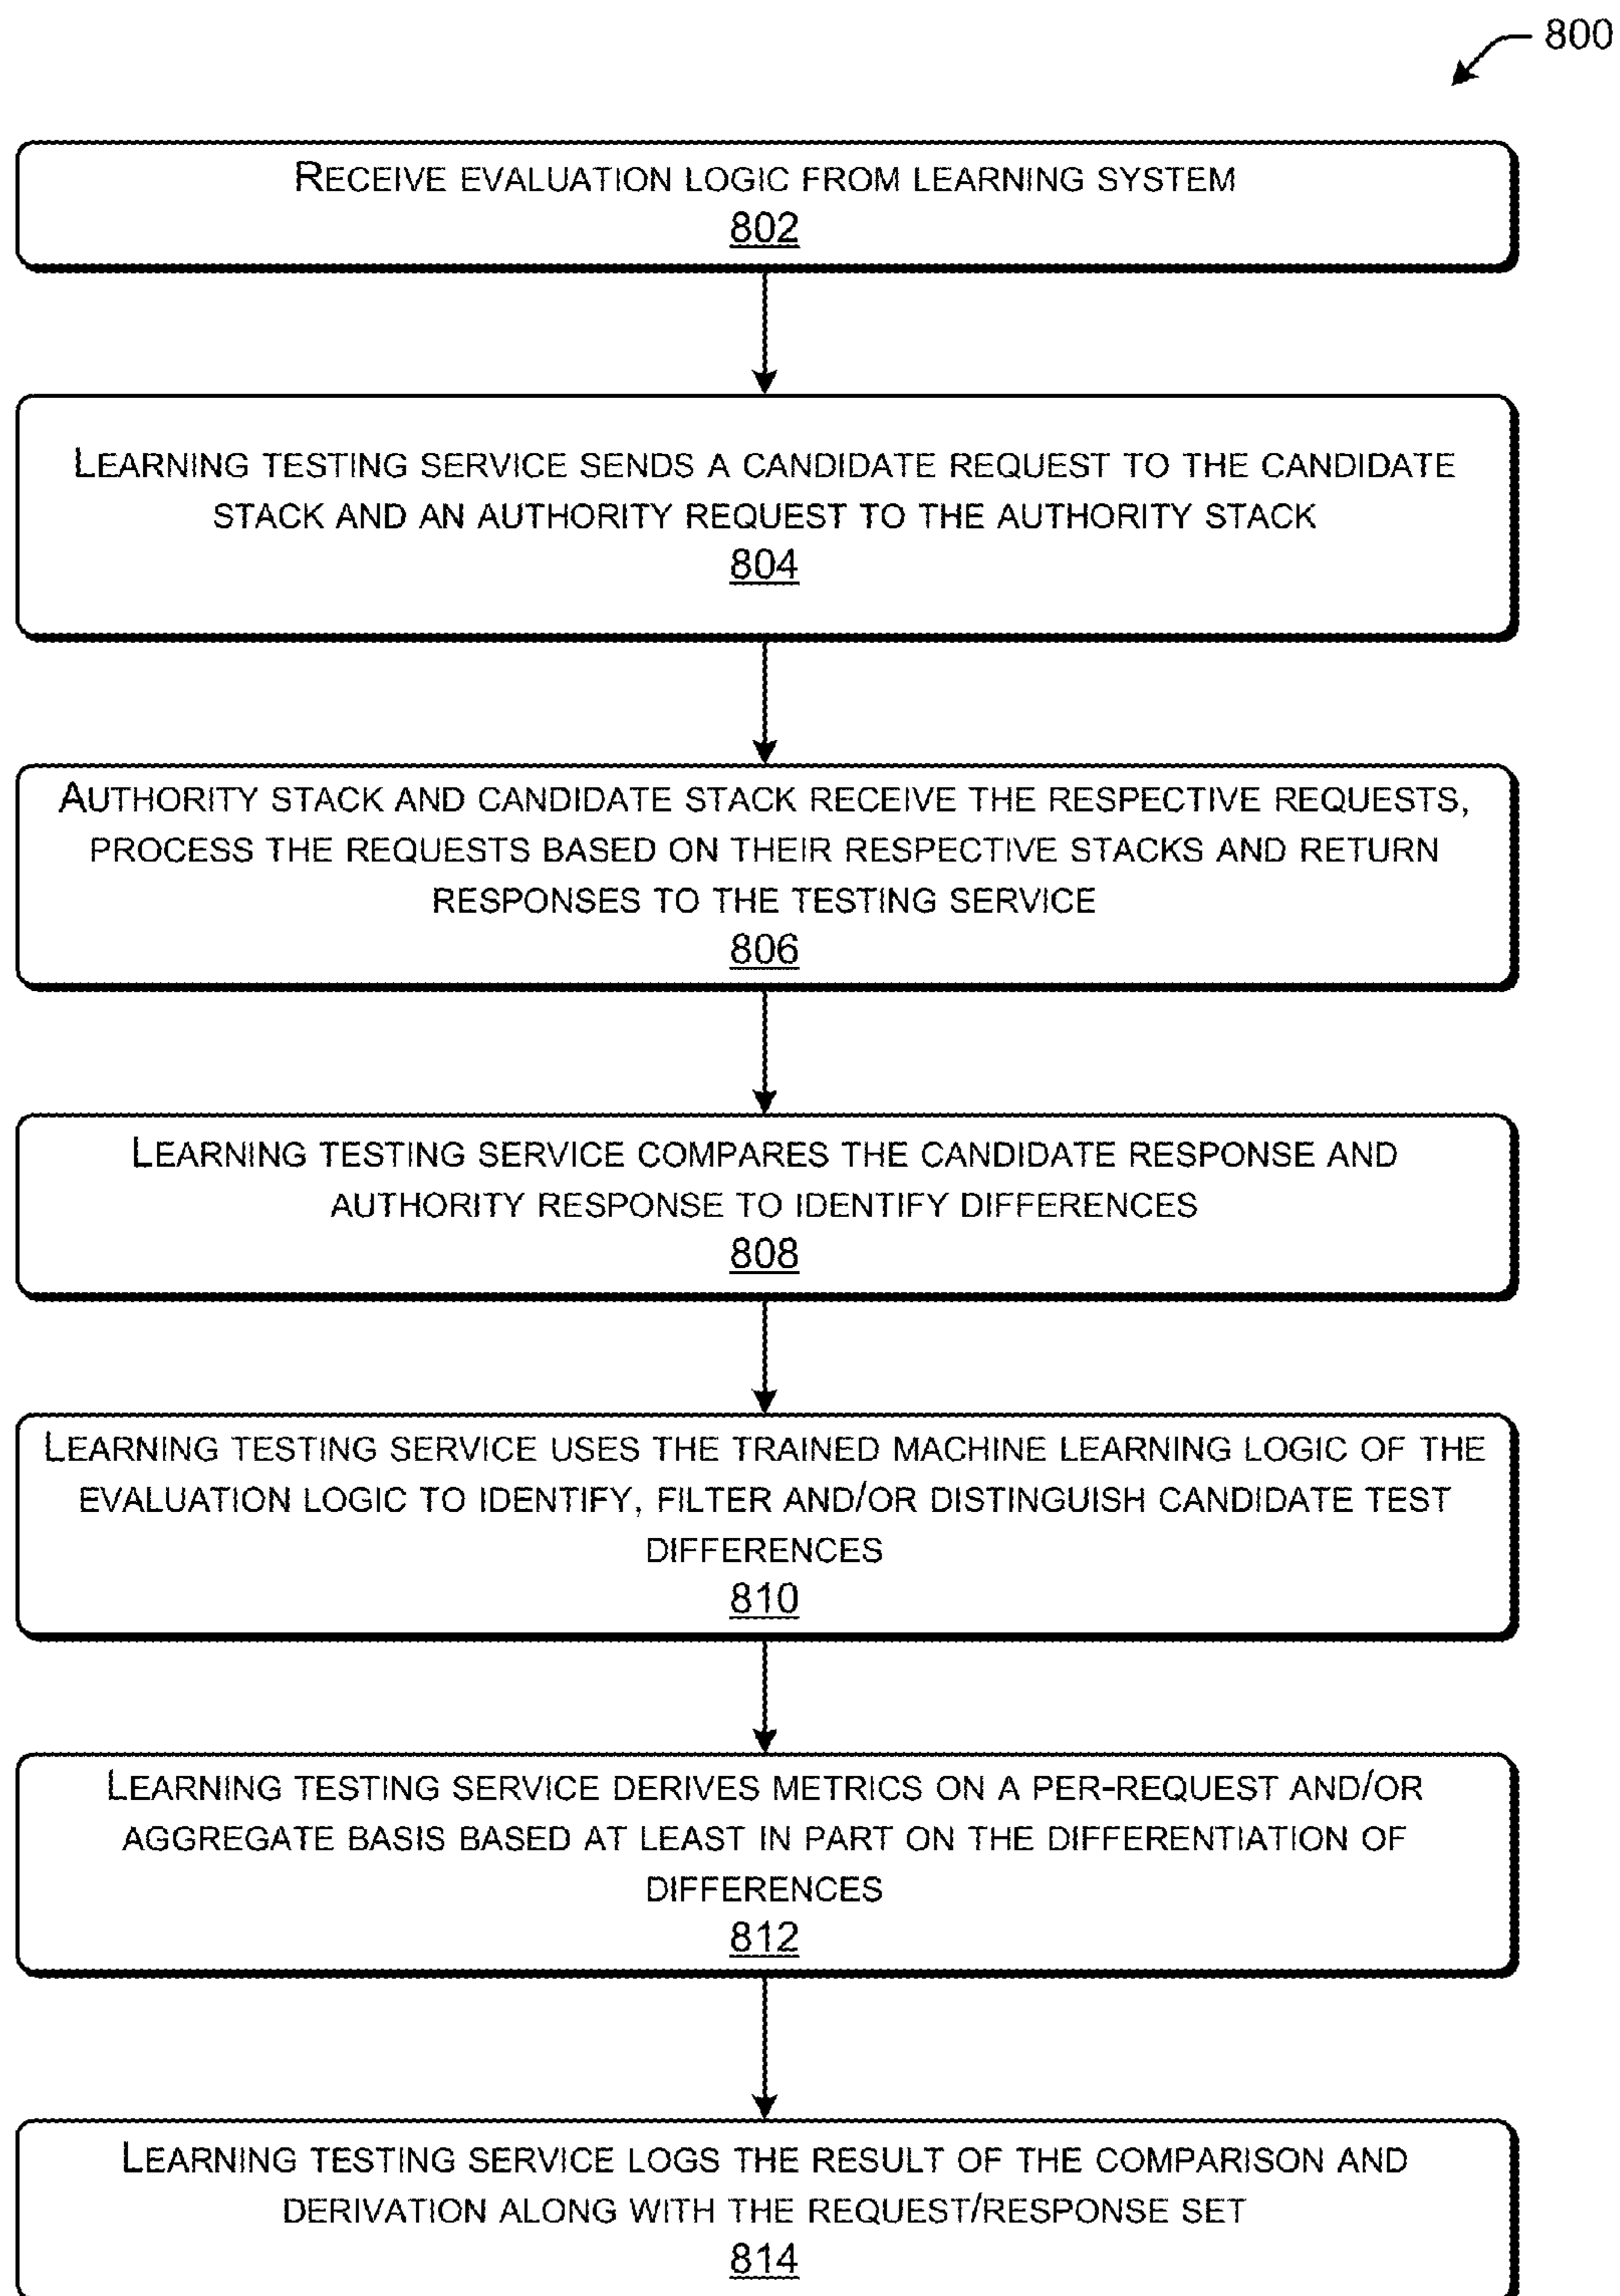 800
RECEIVE EVALUATION LOGIC FROM LEARNING SYSTEM
802
LEARNING TESTING SERVICE SENDS A CANDIDATE REQUEST TO THE CANDIDATE
STACK AND AN AUTHORITY REQUEST TO THE AUTHORITY STACK
804
AUTHORITY STACK AND CANDIDATE STACK RECEIVE THE RESPECTIVE REQUESTS,
PROCESS THE REQUESTS BASED ON THEIR RESPECTIVE STACKS AND RETURN
RESPONSES TO THE TESTING SERVICE
806
LEARNING TESTING SERVICE COMPARES THE CANDIDATE RESPONSE AND
AUTHORITY RESPONSE TO IDENTIFY DIFFERENCES
808
LEARNING TESTING SERVICE USES THE TRAINED MACHINE LEARNING LOGIC OF THE
EVALUATION LOGIC TO IDENTIFY, FILTER AND/OR DISTINGUISH CANDIDATE TEST
DIFFERENCES
810
LEARNING TESTING SERVICE DERIVES METRICS ON A PER-REQUEST AND/OR
AGGREGATE BASIS BASED AT LEAST IN PART ON THE DIFFERENTIATION OF
DIFFERENCES
812
LEARNING TESTING SERVICE LOGS THE RESULT OF THE COMPARISON AND
DERIVATION ALONG WITH THE REQUEST/RESPONSE SET
814